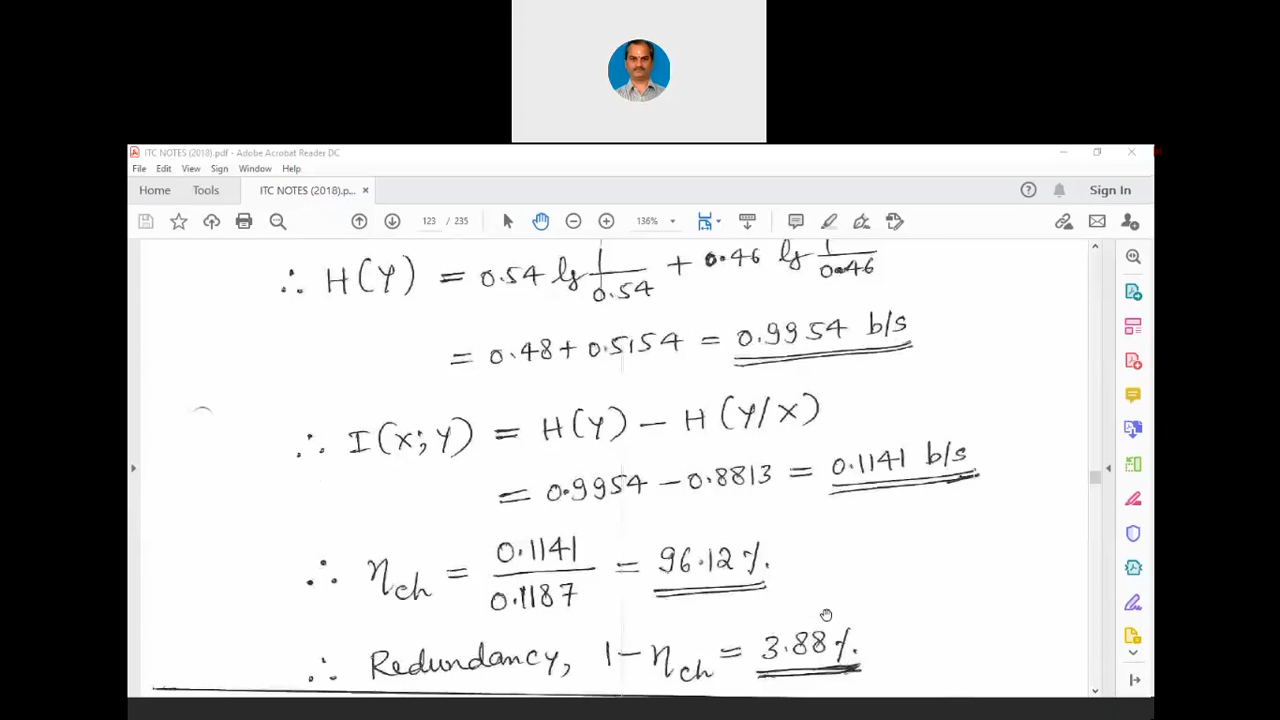 ITC NOTES (2018).pdf - Adobe Acrobat Reader DC
File Edit View Sign Window Help
Home Tools ITC NOTES (2018).p... ×
Sign In
123 / 235 136%
∴ H(Y) = 0.54 lg 1/0.54 + 0.46 lg 1/0.46
= 0.48 + 0.5154 = 0.9954 b/s
∴ I(X;Y) = H(Y) − H(Y/X)
= 0.9954 − 0.8813 = 0.1141 b/s
∴ ηch = 0.1141/0.1187 = 96.12 %.
∴ Redundancy, 1 − ηch = 3.88 %.